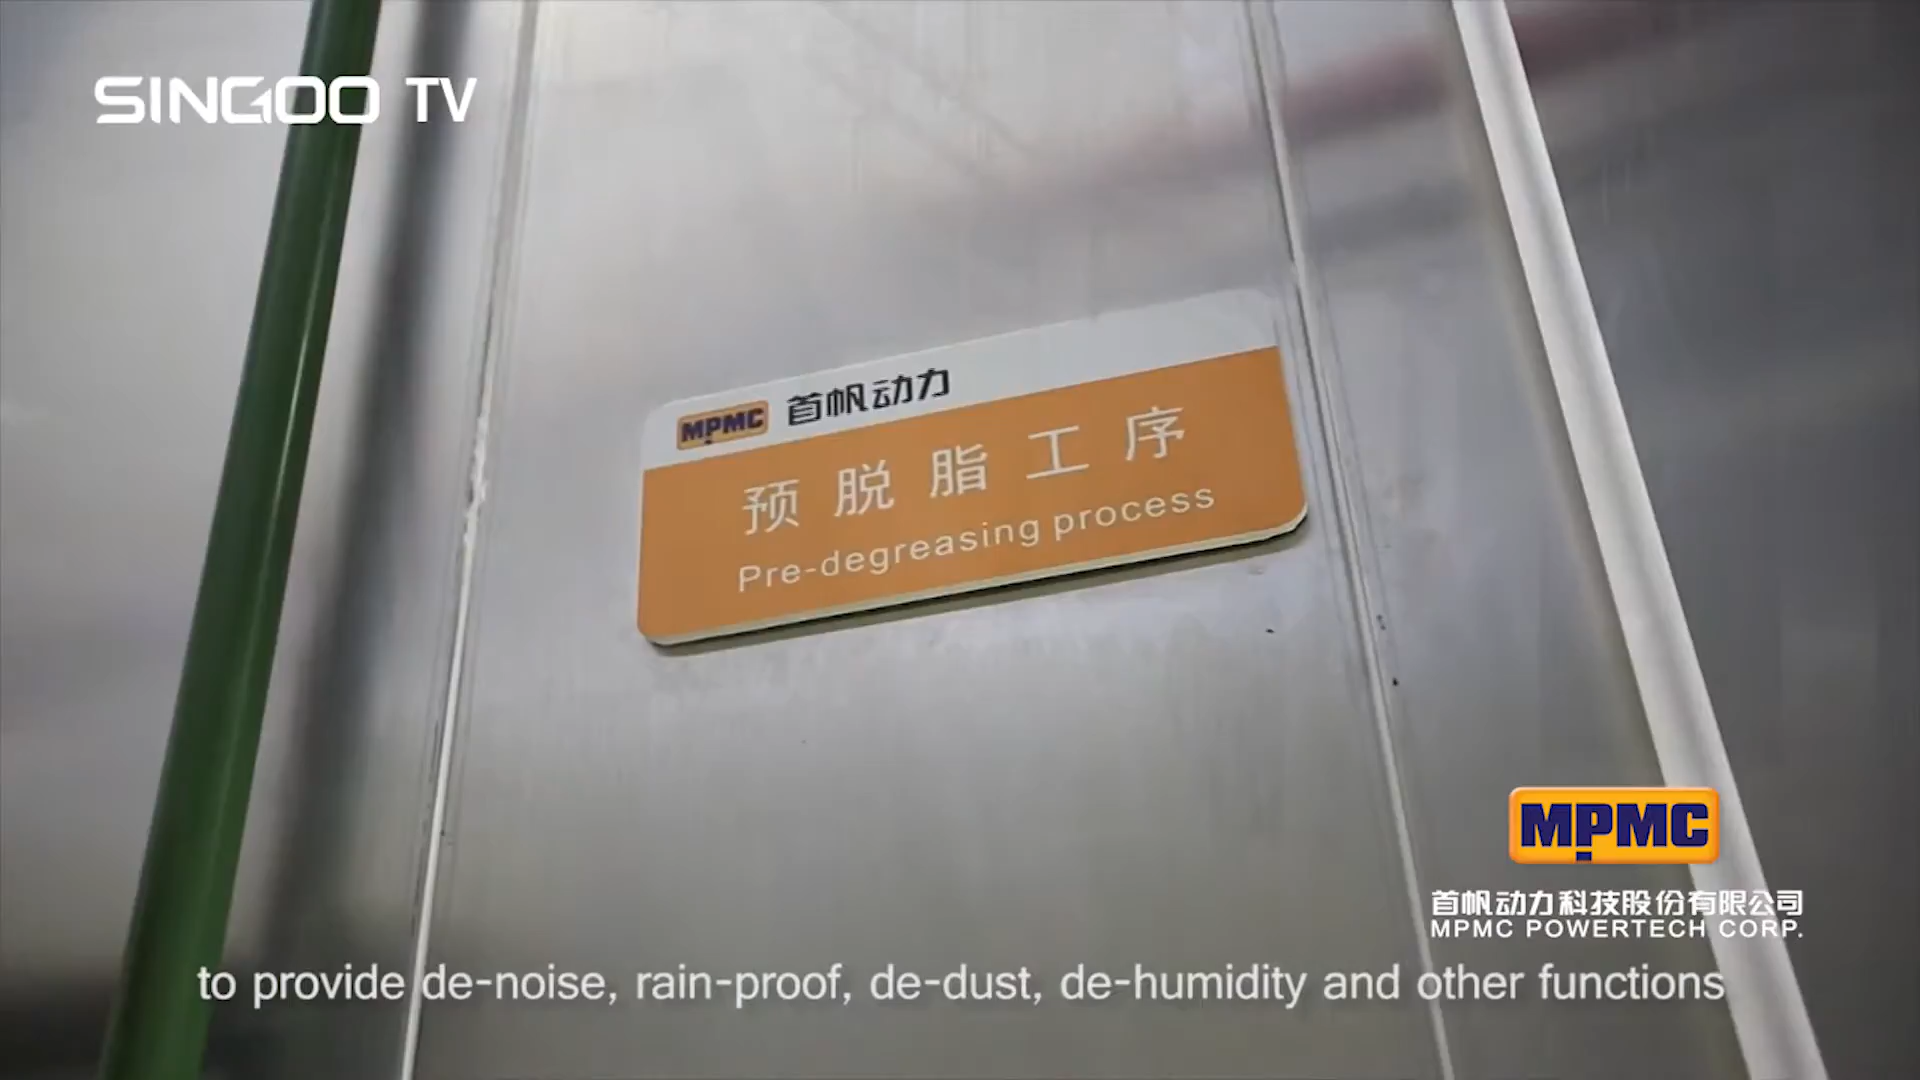 SINGOO TV
MPMC 首帆动力
预脱脂工序
Pre-degreasing process
MPMC
首帆动力科技股份有限公司
MPMC POWERTECH CORP.
to provide de-noise, rain-proof, de-dust, de-humidity and other functions